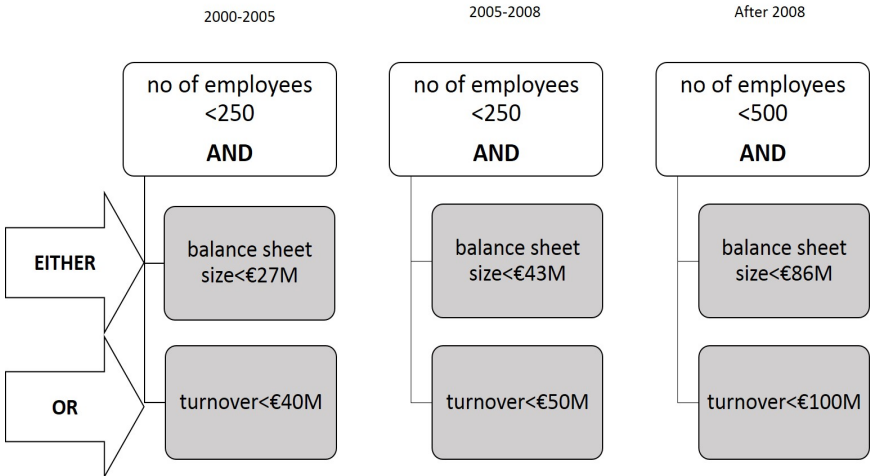 2000-2005
2005-2008
After 2008
no of employees
<250
AND
no of employees
<250
AND
no of employees
<500
AND
EITHER
balance sheet
size<€27M
balance sheet
size<€43M
balance sheet
size<€86M
OR
turnover<€40M
turnover<€50M
turnover<€100M